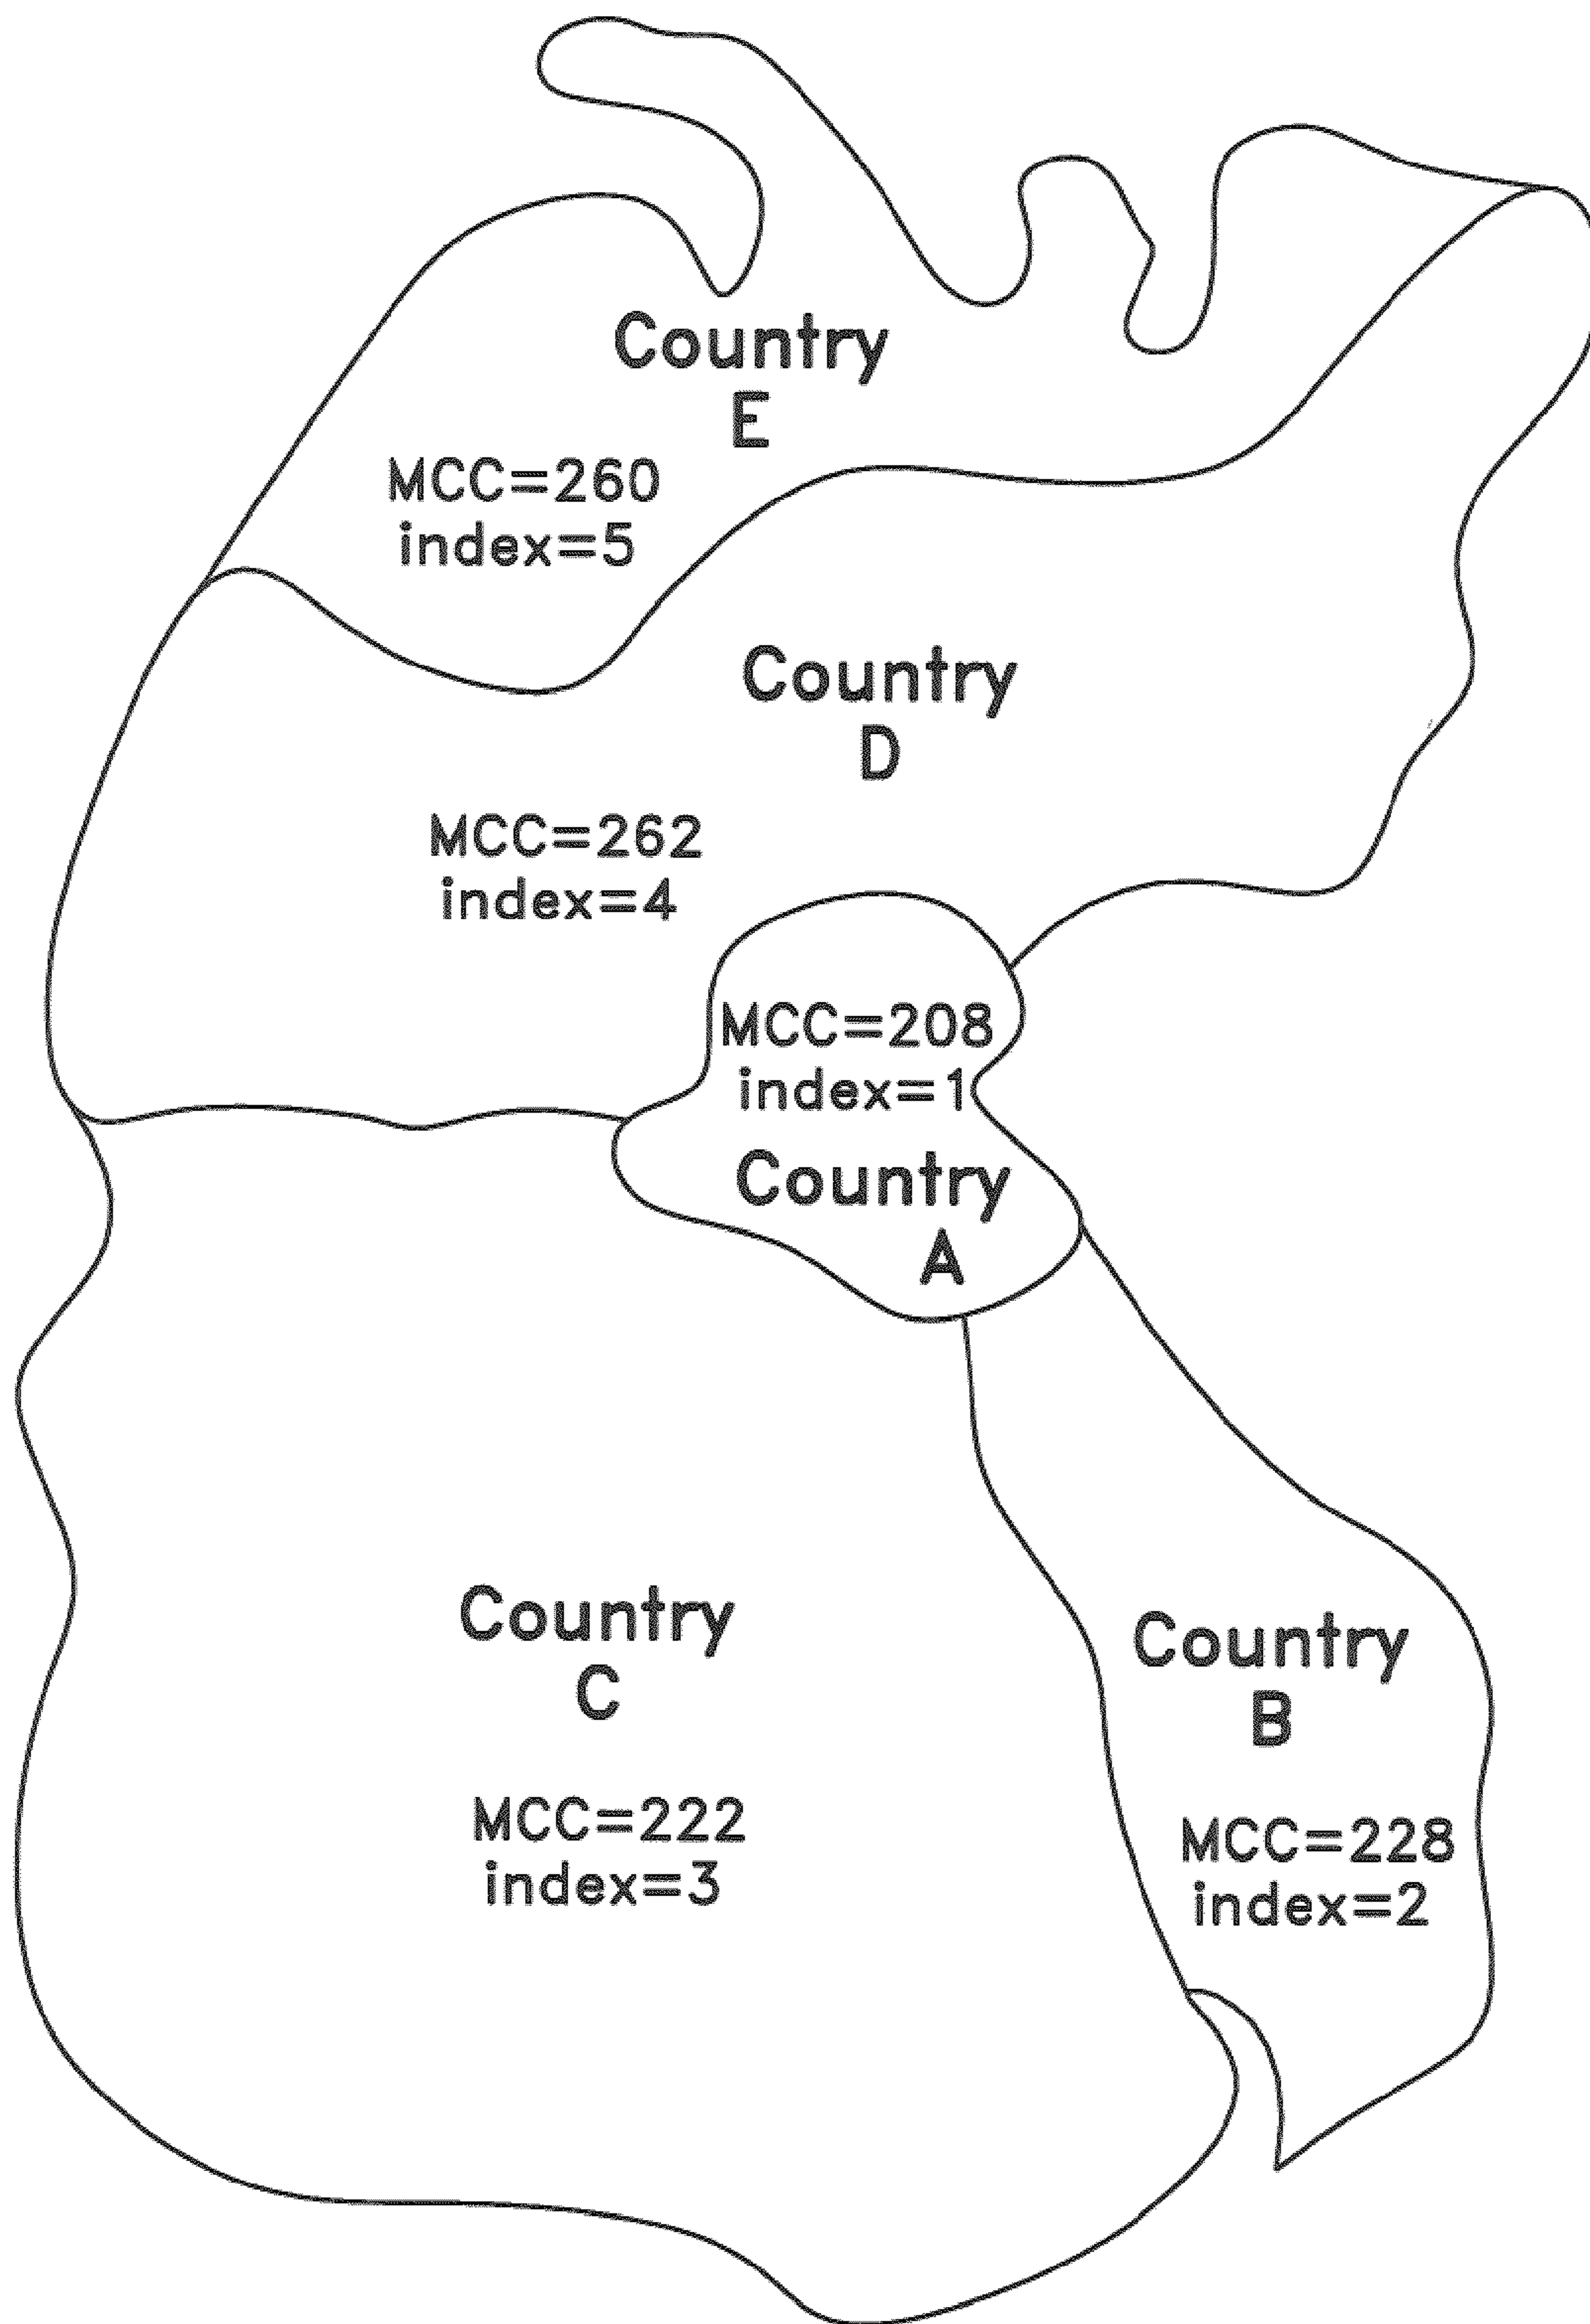 Country
E
MCC=260
index=5
Country
D
MCC=262
index=4
MCC=208
index=1
Country
A
Country
C
MCC=222
index=3
Country
B
MCC=228
index=2